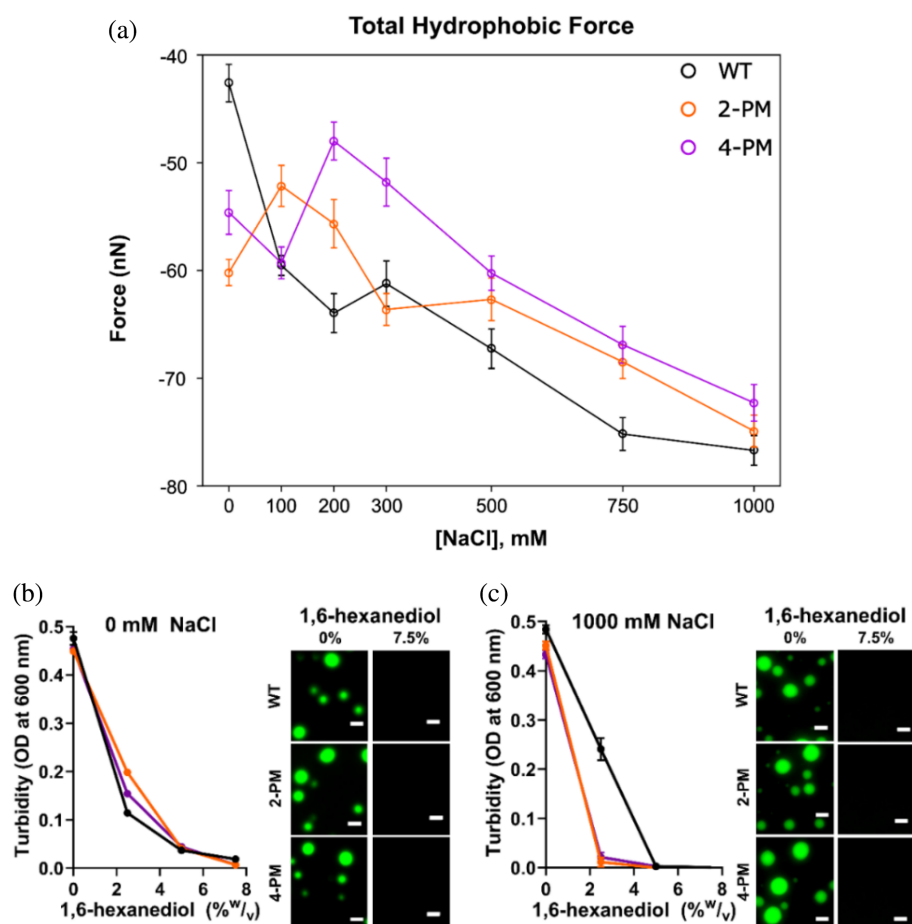 (a)
Total Hydrophobic Force
WT
2-PM
4-PM
-40
-50
-60
-70
-80
Force (nN)
0 100 200 300 500 750 1000
[NaCl], mM
(b)
0 mM NaCl
0.5
0.4
0.3
0.2
0.1
0.0
Turbidity (OD at 600 nm)
0 2 4 6 8
1,6-hexanediol (%w/v)
1,6-hexanediol
0% 7.5%
WT
2-PM
4-PM
(c)
1000 mM NaCl
0.5
0.4
0.3
0.2
0.1
0.0
Turbidity (OD at 600 nm)
0 2 4 6 8
1,6-hexanediol (%w/v)
1,6-hexanediol
0% 7.5%
WT
2-PM
4-PM